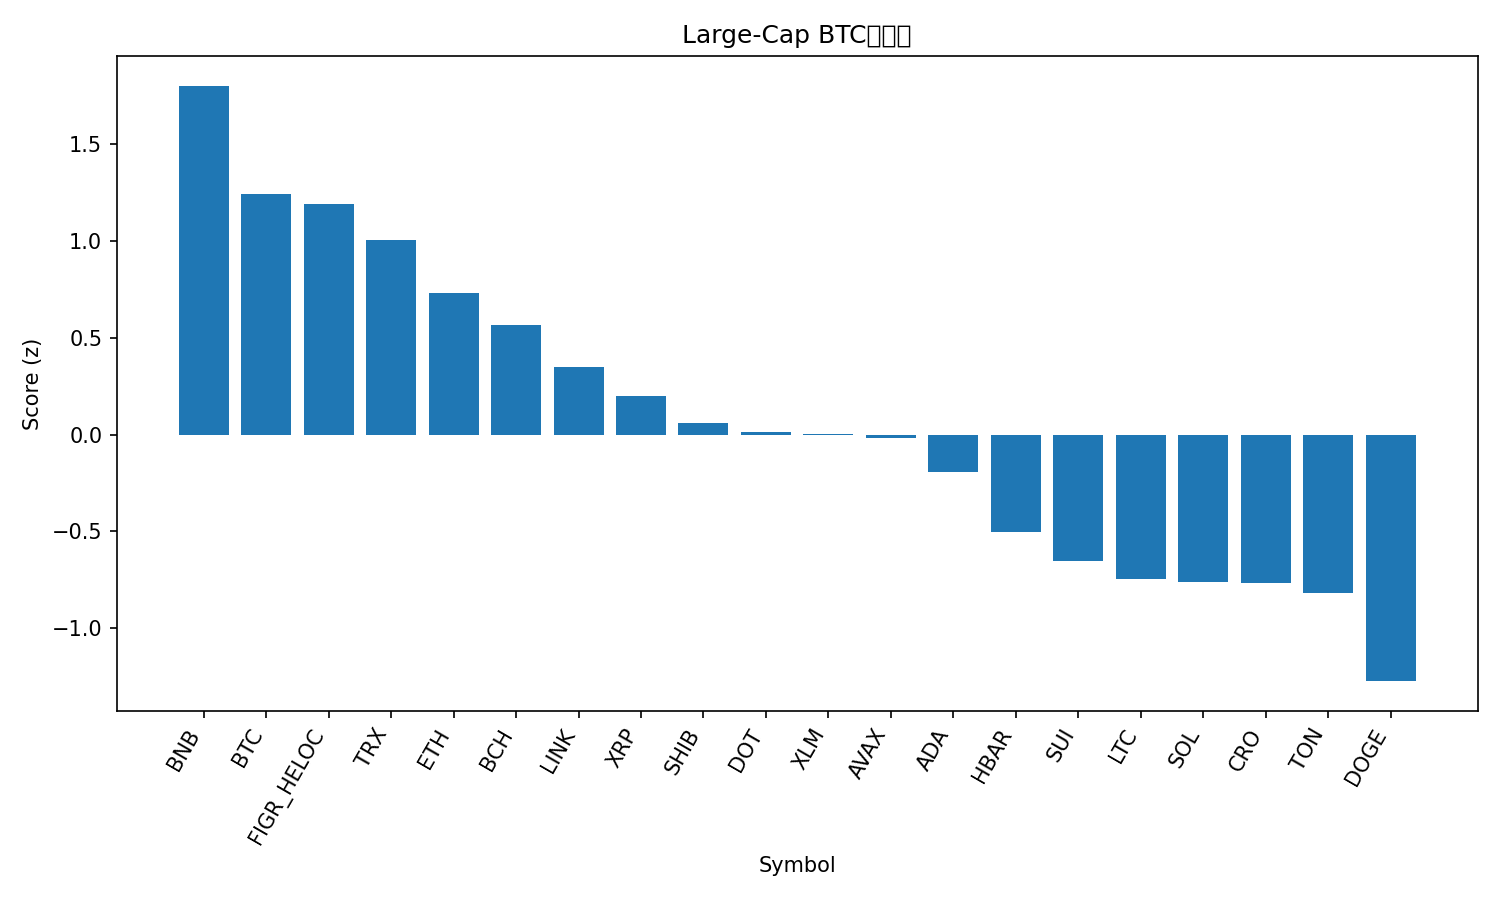 Large-Cap BTC
Score (z)
1.5
1.0
0.5
0.0
−0.5
−1.0
BNB
BTC
FIGR_HELOC
TRX
ETH
BCH
LINK
XRP
SHIB
DOT
XLM
AVAX
ADA
HBAR
SUI
LTC
SOL
CRO
TON
DOGE
Symbol